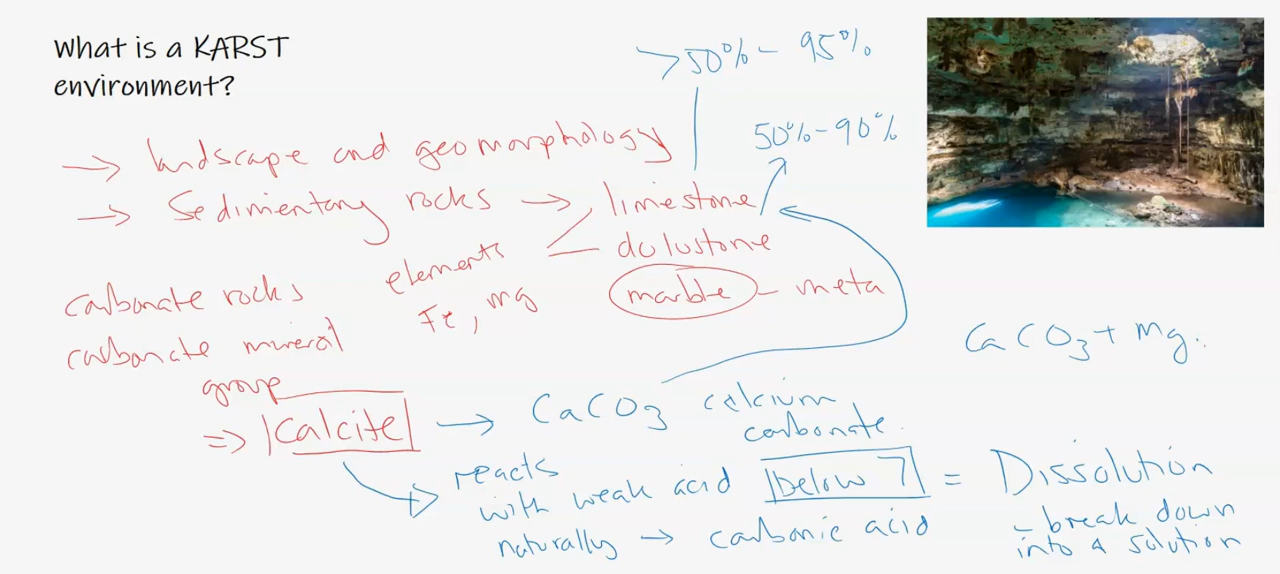 What is a KARST
environment?
>50% - 95%
50% - 90%
→ landscape and geomorphology
→ Sedimentary rocks → limestone
dolostone
marble - meta
elements
Fe, mg
carbonate rocks
carbonate mineral
group
⇒ Calcite → CaCO3 calcium
carbonate
CaCO3 + Mg..
reacts
with weak acid below 7 = Dissolution
naturally → carbonic acid
- break down
into a solution